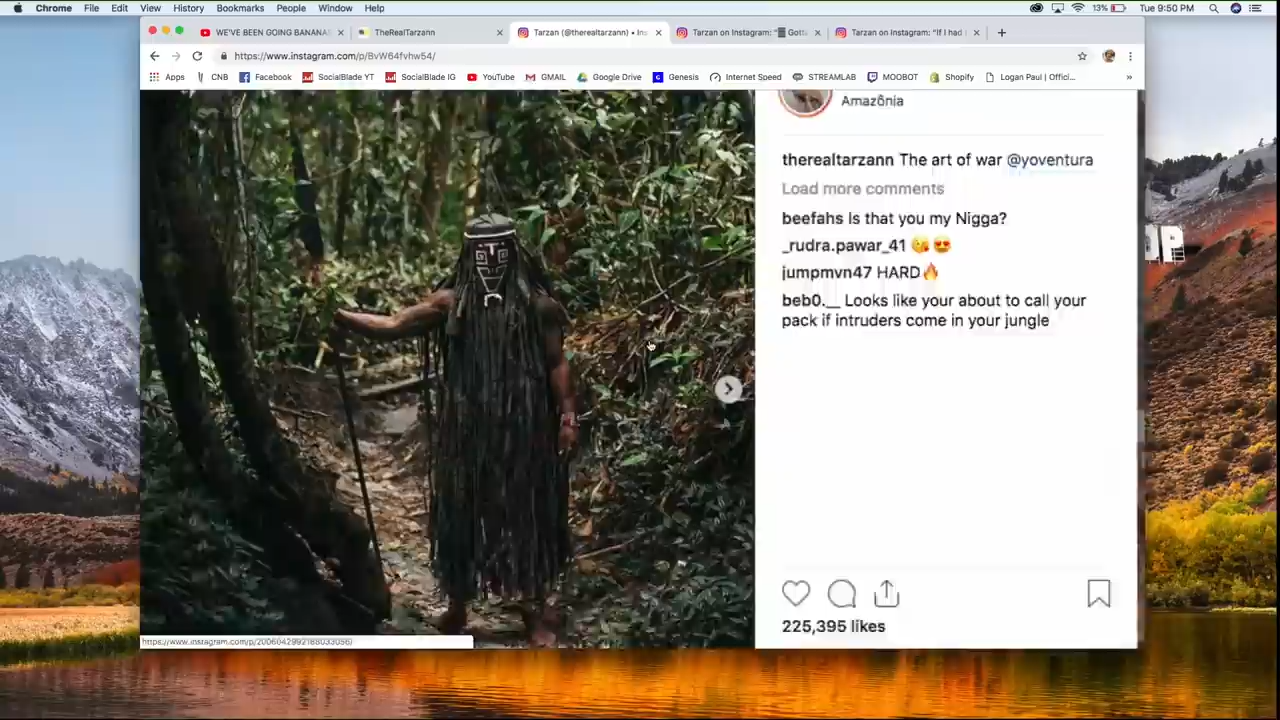 Chrome File Edit View History Bookmarks People Window Help 13% Tue 9:50 PM
WE'VE BEEN GOING BANANAS TheRealTarzann Tarzan (@therealtarzann) • Ins Tarzan on Instagram: “ Gotta Tarzan on Instagram: “If I had
https://www.instagram.com/p/BvW64fvhw54/
Apps CNB Facebook SocialBlade YT SocialBlade IG YouTube GMAIL Google Drive Genesis Internet Speed STREAMLAB MOOBOT Shopify Logan Paul | Offici... »
Amazônia
therealtarzann The art of war @yoventura
Load more comments
beefahs Is that you my Nigga?
_rudra.pawar_41 😘😍
jumpmvn47 HARD🔥
beb0.__ Looks like your about to call your
pack if intruders come in your jungle
225,395 likes